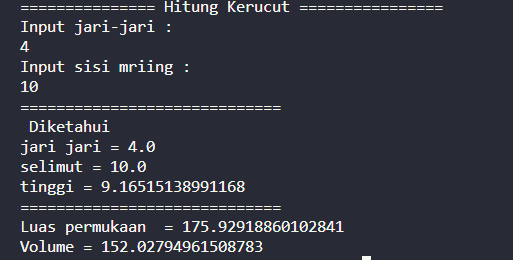 =============== Hitung Kerucut ================
Input jari-jari :
4
Input sisi mriing :
10
=============================
 Diketahui
jari jari = 4.0
selimut = 10.0
tinggi = 9.16515138991168
=============================
Luas permukaan  = 175.92918860102841
Volume = 152.02794961508783